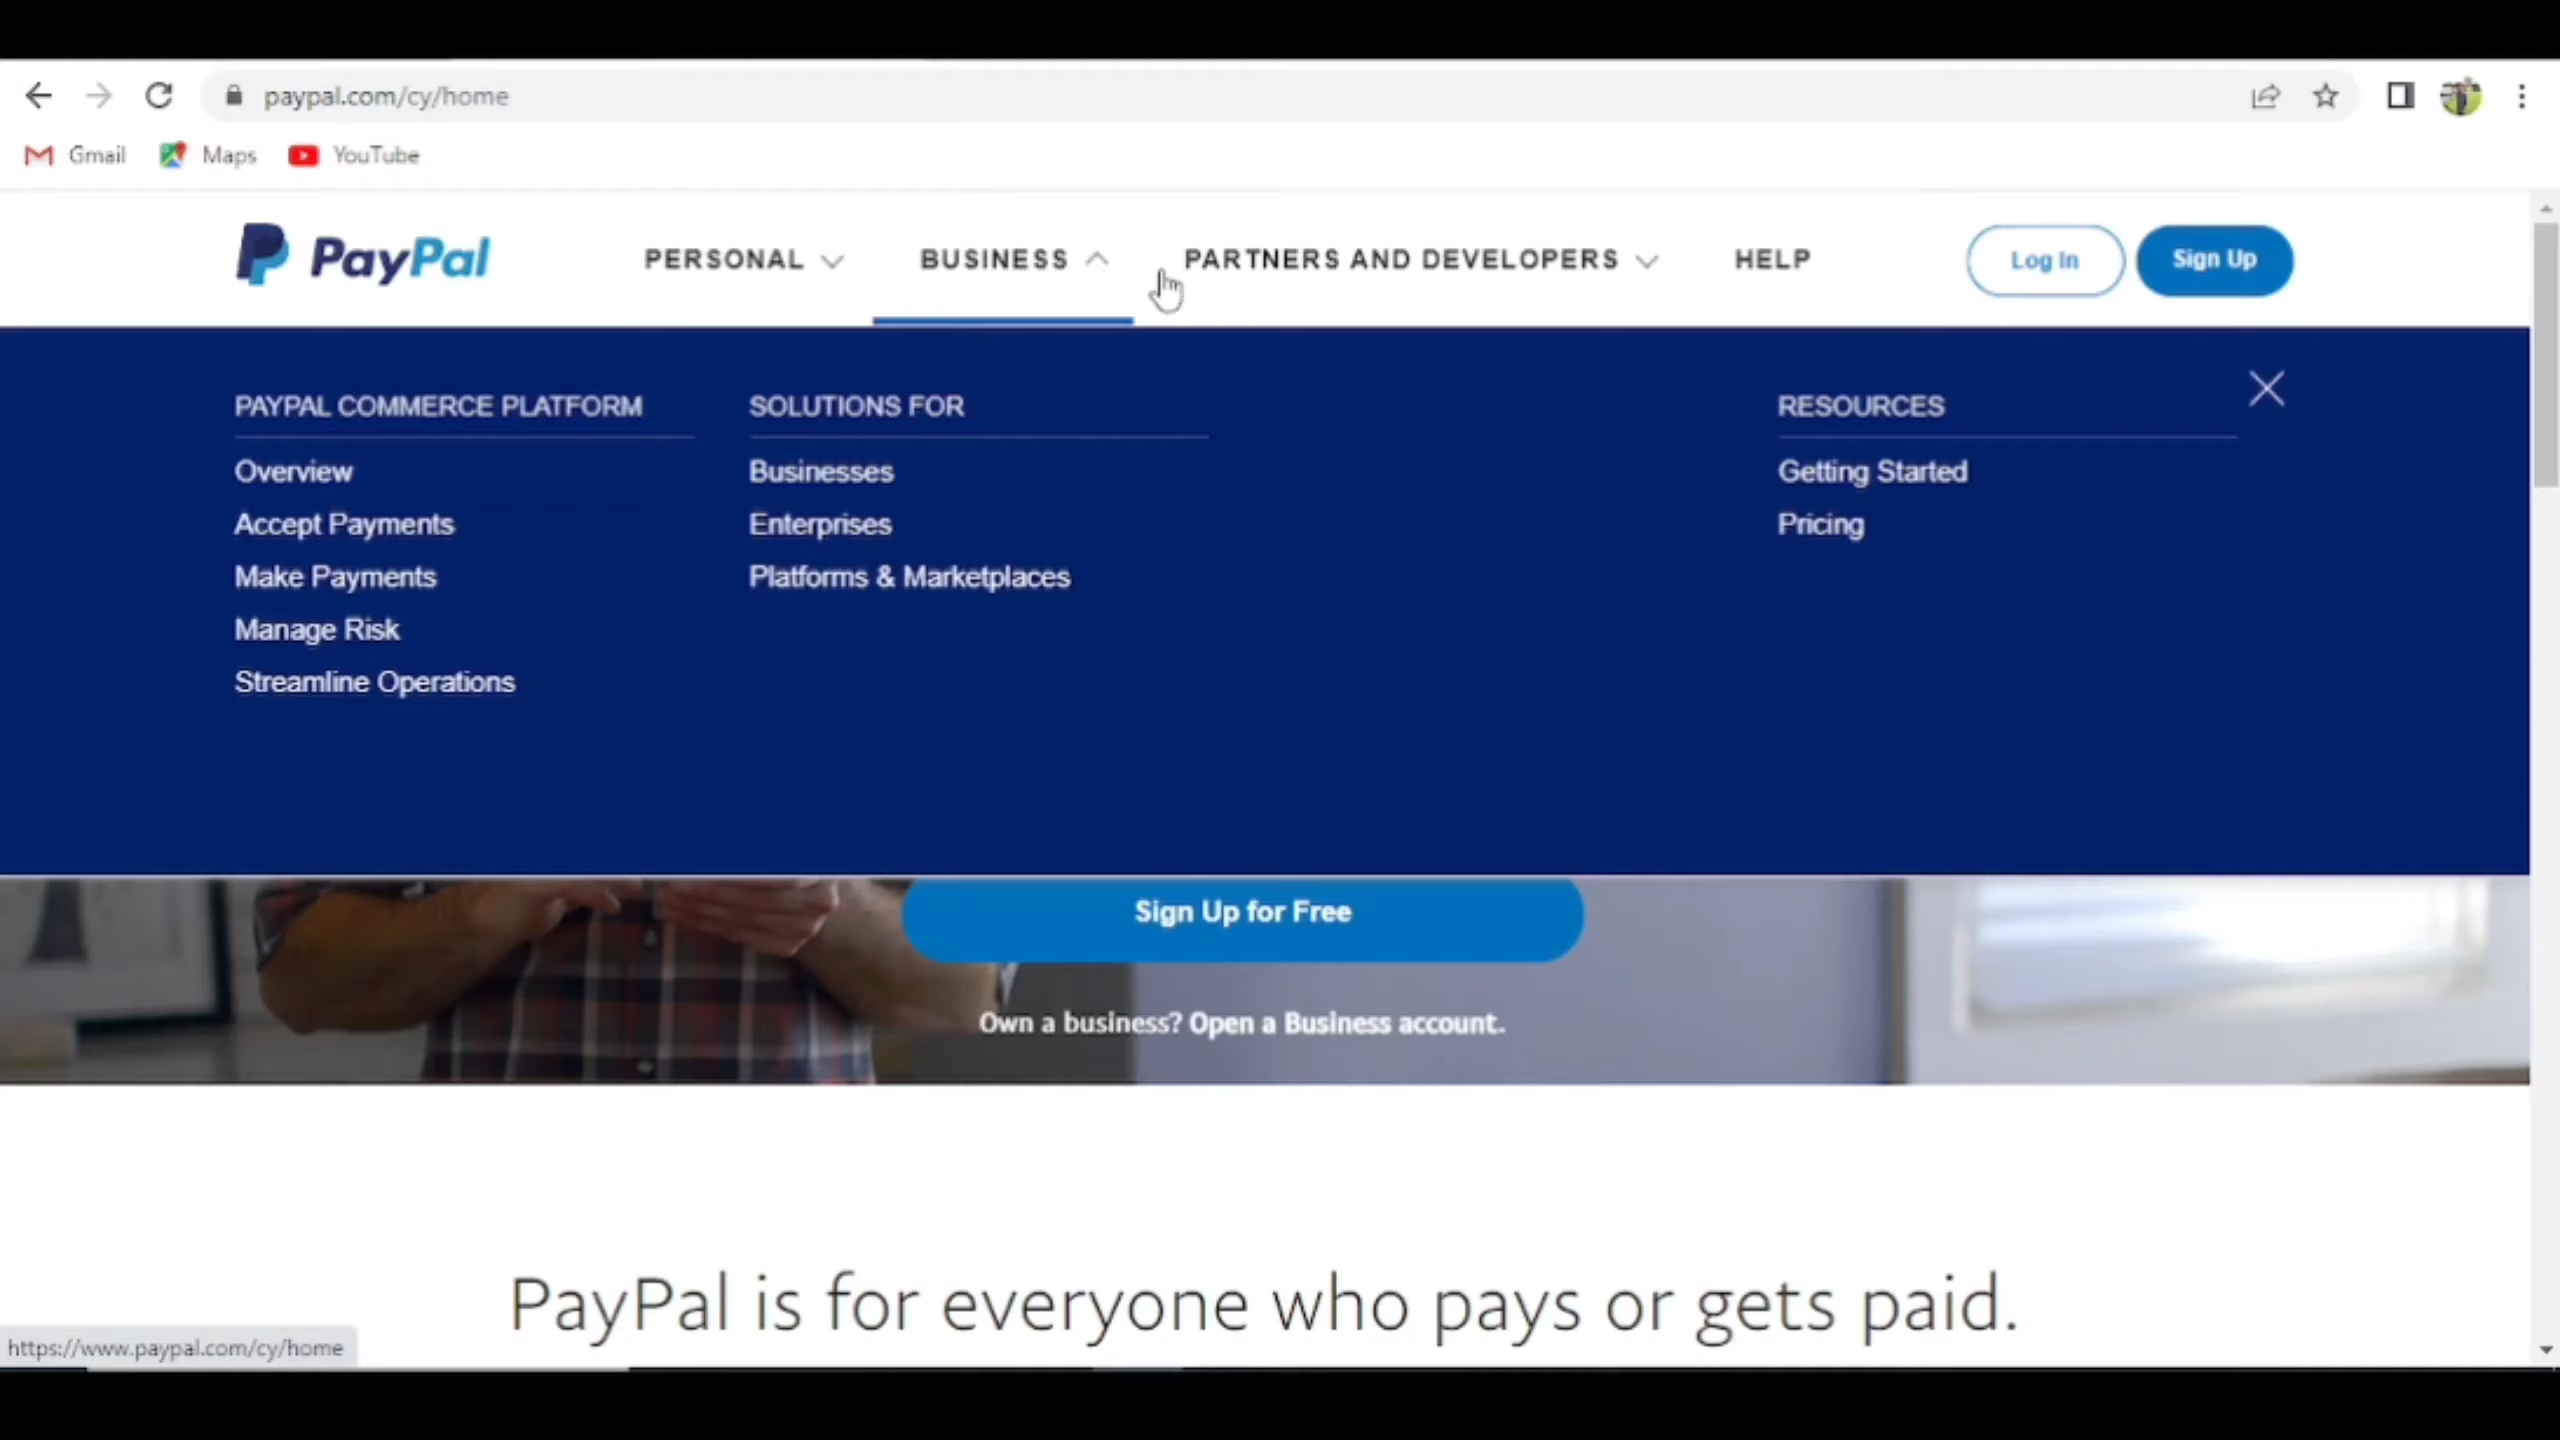 paypal.com/cy/home
Gmail Maps YouTube
PayPal PERSONAL BUSINESS PARTNERS AND DEVELOPERS HELP Log In Sign Up
PAYPAL COMMERCE PLATFORM
Overview
Accept Payments
Make Payments
Manage Risk
Streamline Operations
SOLUTIONS FOR
Businesses
Enterprises
Platforms & Marketplaces
RESOURCES
Getting Started
Pricing
Sign Up for Free
Own a business? Open a Business account.
PayPal is for everyone who pays or gets paid.
https://www.paypal.com/cy/home